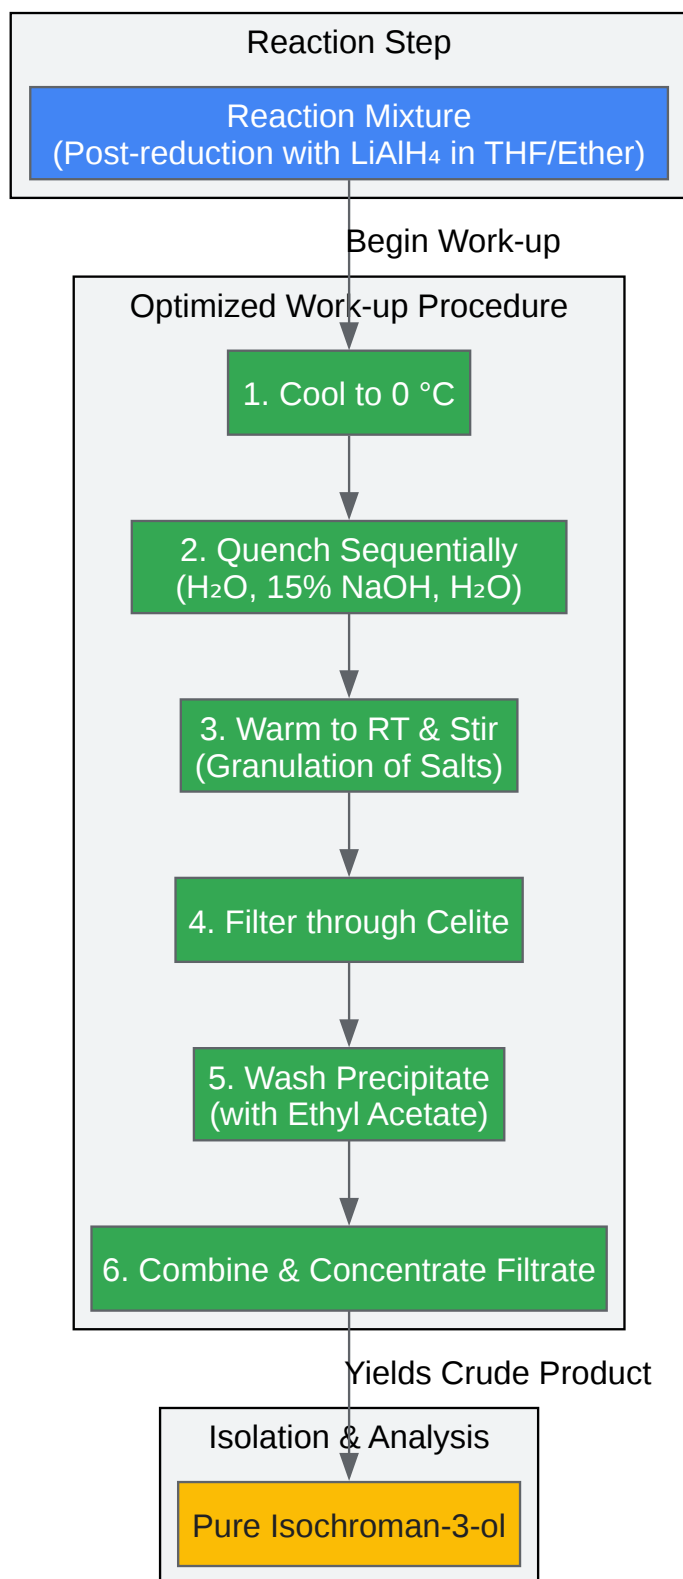 Reaction Step
Reaction Mixture
(Post-reduction with LiAlH₄ in THF/Ether)
Begin Work-up
Optimized Work-up Procedure
1. Cool to 0 °C
2. Quench Sequentially
(H₂O, 15% NaOH, H₂O)
3. Warm to RT & Stir
(Granulation of Salts)
4. Filter through Celite
5. Wash Precipitate
(with Ethyl Acetate)
6. Combine & Concentrate Filtrate
Yields Crude Product
Isolation & Analysis
Pure Isochroman-3-ol